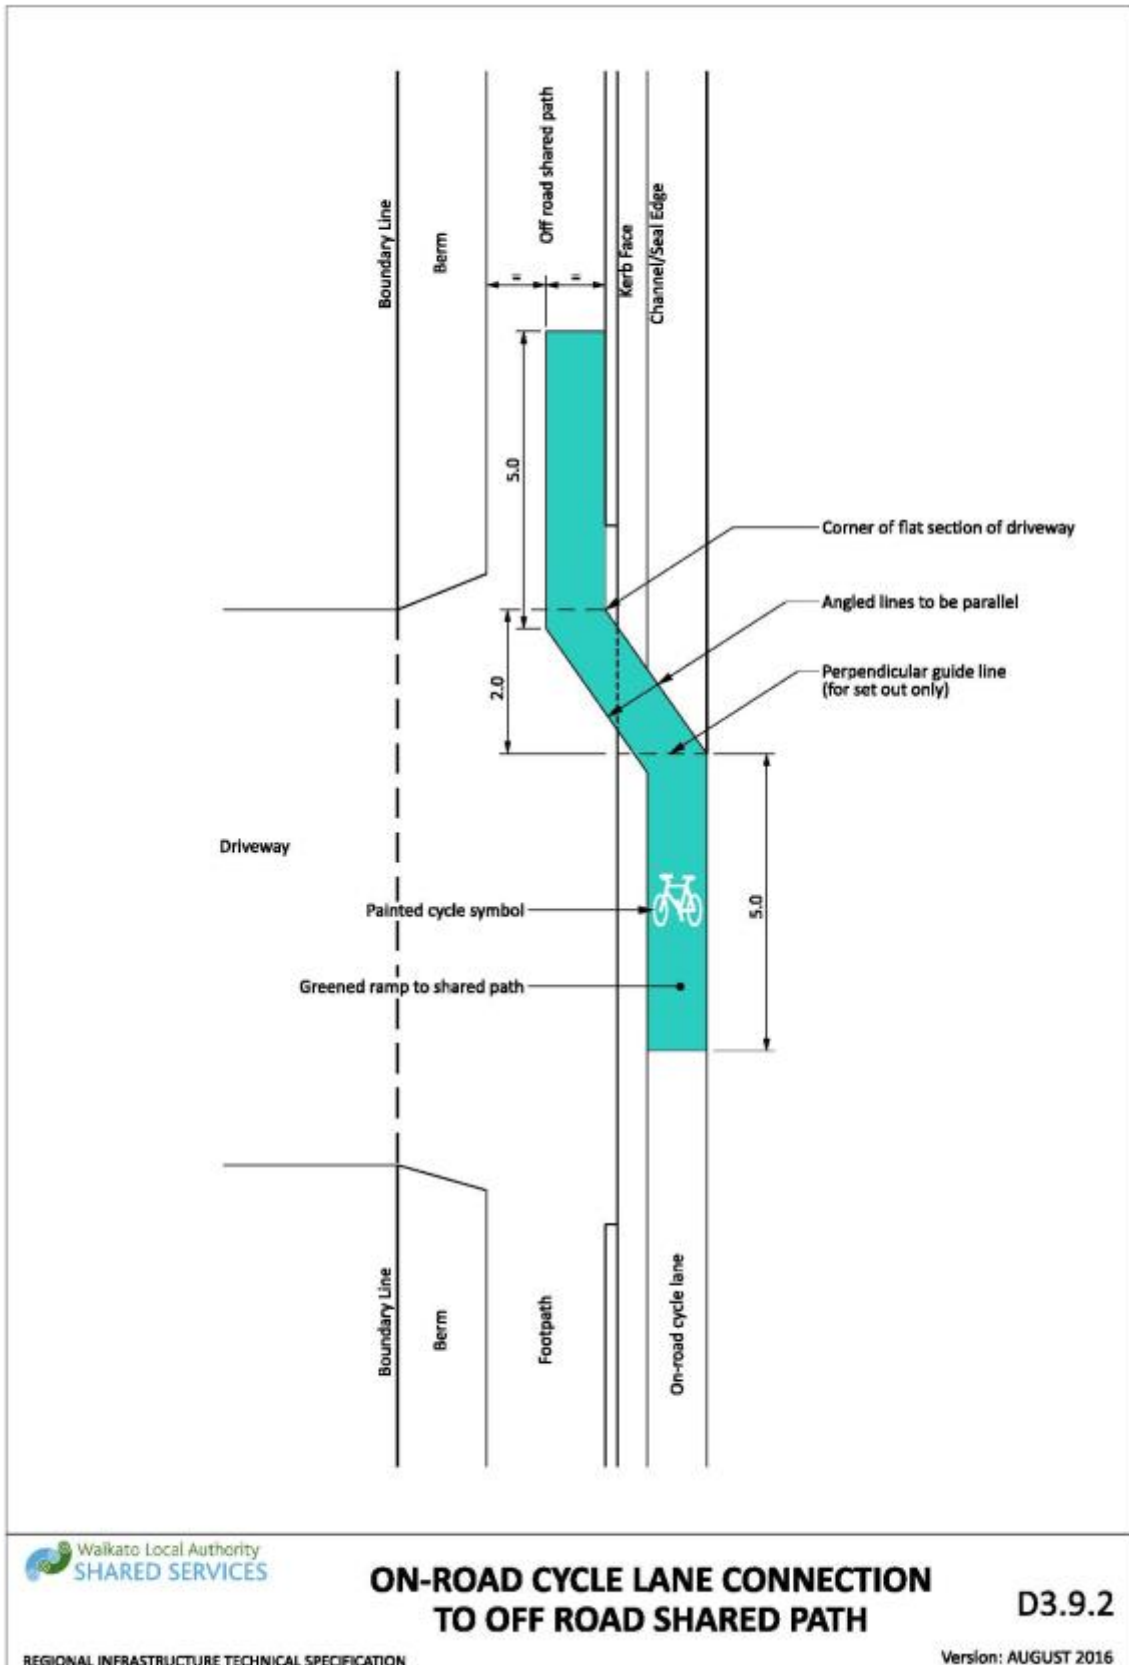 Off road shared path
Boundary Line
Berm
Kerb Face
Channel/Seal Edge
=
=
5.0
Corner of flat section of driveway
Angled lines to be parallel
2.0
Perpendicular guide line
(for set out only)
Driveway
Painted cycle symbol
5.0
Greened ramp to shared path
Boundary Line
Berm
Footpath
On-road cycle lane
Waikato Local Authority
SHARED SERVICES
ON-ROAD CYCLE LANE CONNECTION
TO OFF ROAD SHARED PATH
D3.9.2
REGIONAL INFRASTRUCTURE TECHNICAL SPECIFICATION
Version: AUGUST 2016